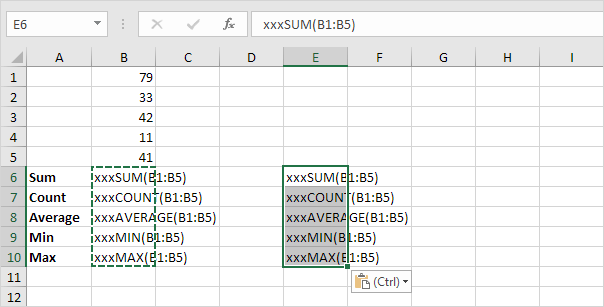 E6 fx xxxSUM(B1:B5)
A B C D E F G H I
1 79
2 33
3 42
4 11
5 41
6 Sum xxxSUM(B1:B5) xxxSUM(B1:B5)
7 Count xxxCOUNT(B1:B5) xxxCOUNT(B1:B5)
8 Average xxxAVERAGE(B1:B5) xxxAVERAGE(B1:B5)
9 Min xxxMIN(B1:B5) xxxMIN(B1:B5)
10 Max xxxMAX(B1:B5) xxxMAX(B1:B5)
11 (Ctrl)
12